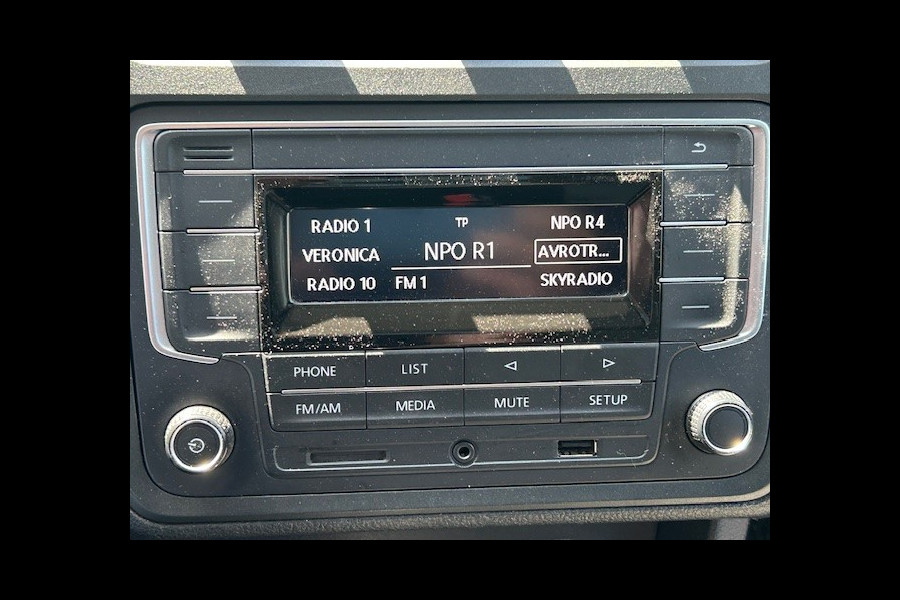 RADIO 1 TP NPO R4
VERONICA NPO R1 AVROTR...
RADIO 10 FM 1 SKYRADIO
PHONE LIST
FM/AM MEDIA MUTE SETUP